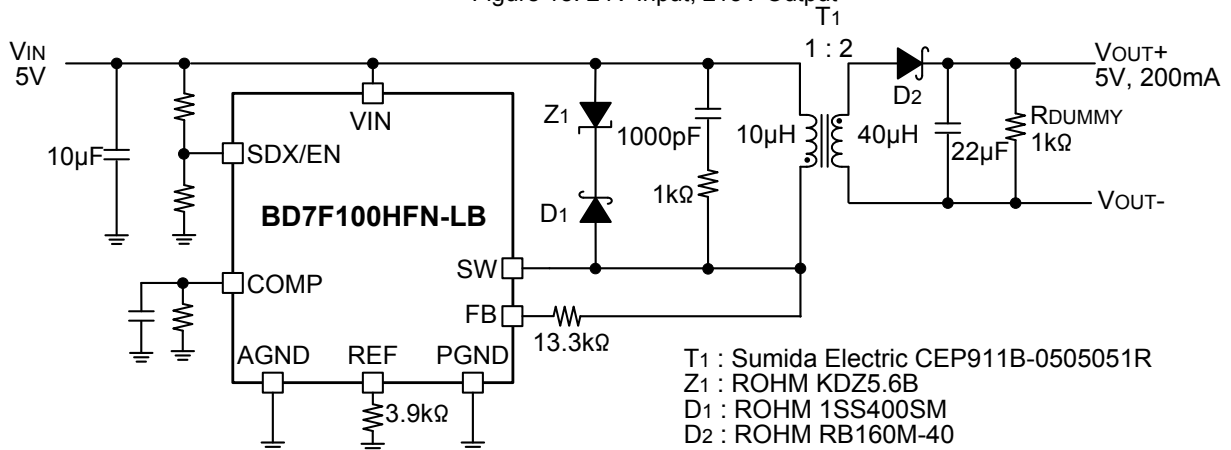 T1
1 : 2
VIN
5V
VOUT+
5V, 200mA
D2
VIN
Z1
1000pF
10µH
40µH
RDUMMY
1kΩ
22µF
10µF
SDX/EN
1kΩ
BD7F100HFN-LB
D1
VOUT-
SW
COMP
FB
13.3kΩ
AGND REF PGND
3.9kΩ
T1 : Sumida Electric CEP911B-0505051R
Z1 : ROHM KDZ5.6B
D1 : ROHM 1SS400SM
D2 : ROHM RB160M-40